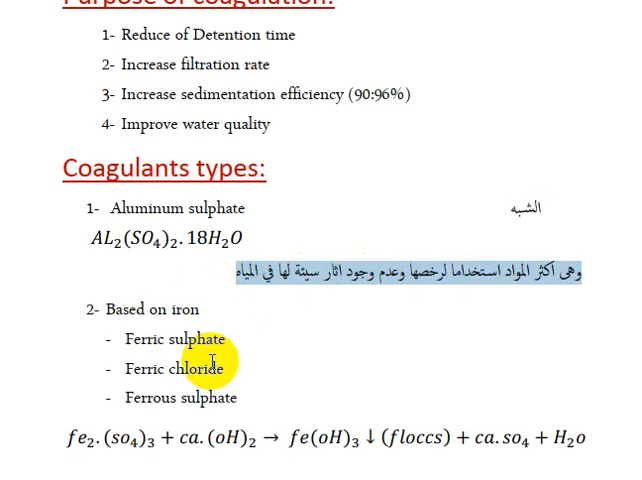 Purpose of coagulation:
1- Reduce of Detention time
2- Increase filtration rate
3- Increase sedimentation efficiency (90:96%)
4- Improve water quality
Coagulants types:
1- Aluminum sulphate الشبه
AL₂(SO₄)₂.18H₂O
وهى اكثر المواد استخداما لرخصها وعدم وجود اثار سيئة لها في المياه
2- Based on iron
- Ferric sulphate
- Ferric chloride
- Ferrous sulphate
fe₂.(so₄)₃ + ca.(oH)₂ → fe(oH)₃ ↓ (floccs) + ca.so₄ + H₂o